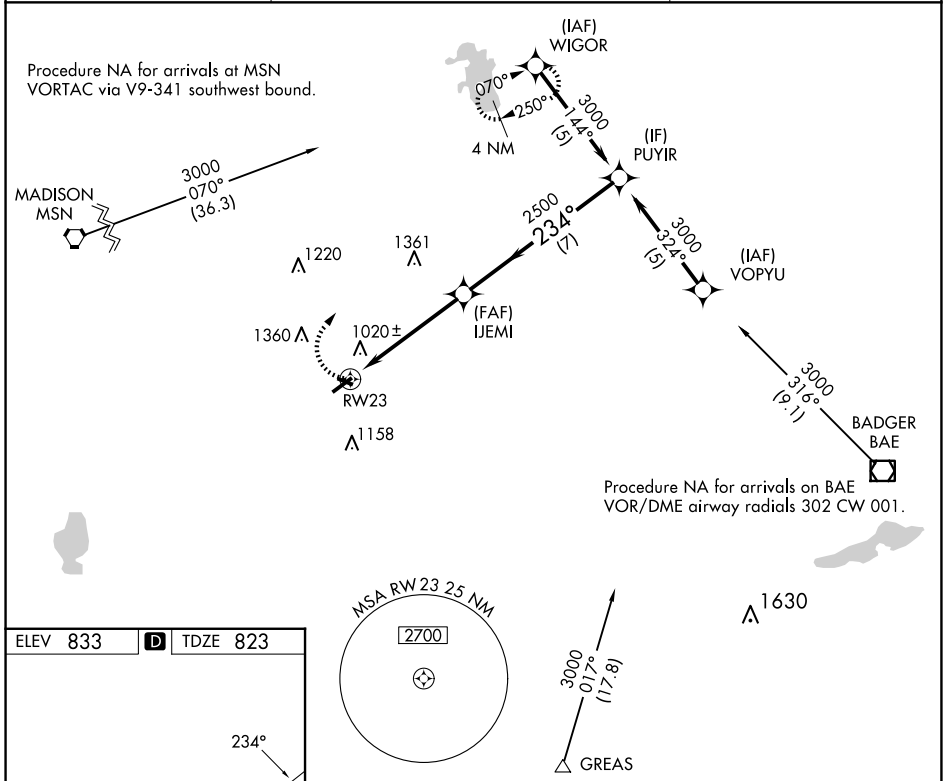 (IAF)
WIGOR
Procedure NA for arrivals at MSN
VORTAC via V9-341 southwest bound.
070°
250°
4 NM
3000
144°
(5)
(IF)
PUYIR
3000
070°
(36.3)
MADISON
MSN
2500
234°
(7)
3000
324°
(5)
(IAF)
VOPYU
1220
1361
(FAF)
IJEMI
1360
1020±
RW23
1158
3000
316°
(9.1)
BADGER
BAE
Procedure NA for arrivals on BAE
VOR/DME airway radials 302 CW 001.
MSA RW23 25 NM
2700
1630
ELEV 833 D TDZE 823
3000
017°
(17.8)
234°
GREAS